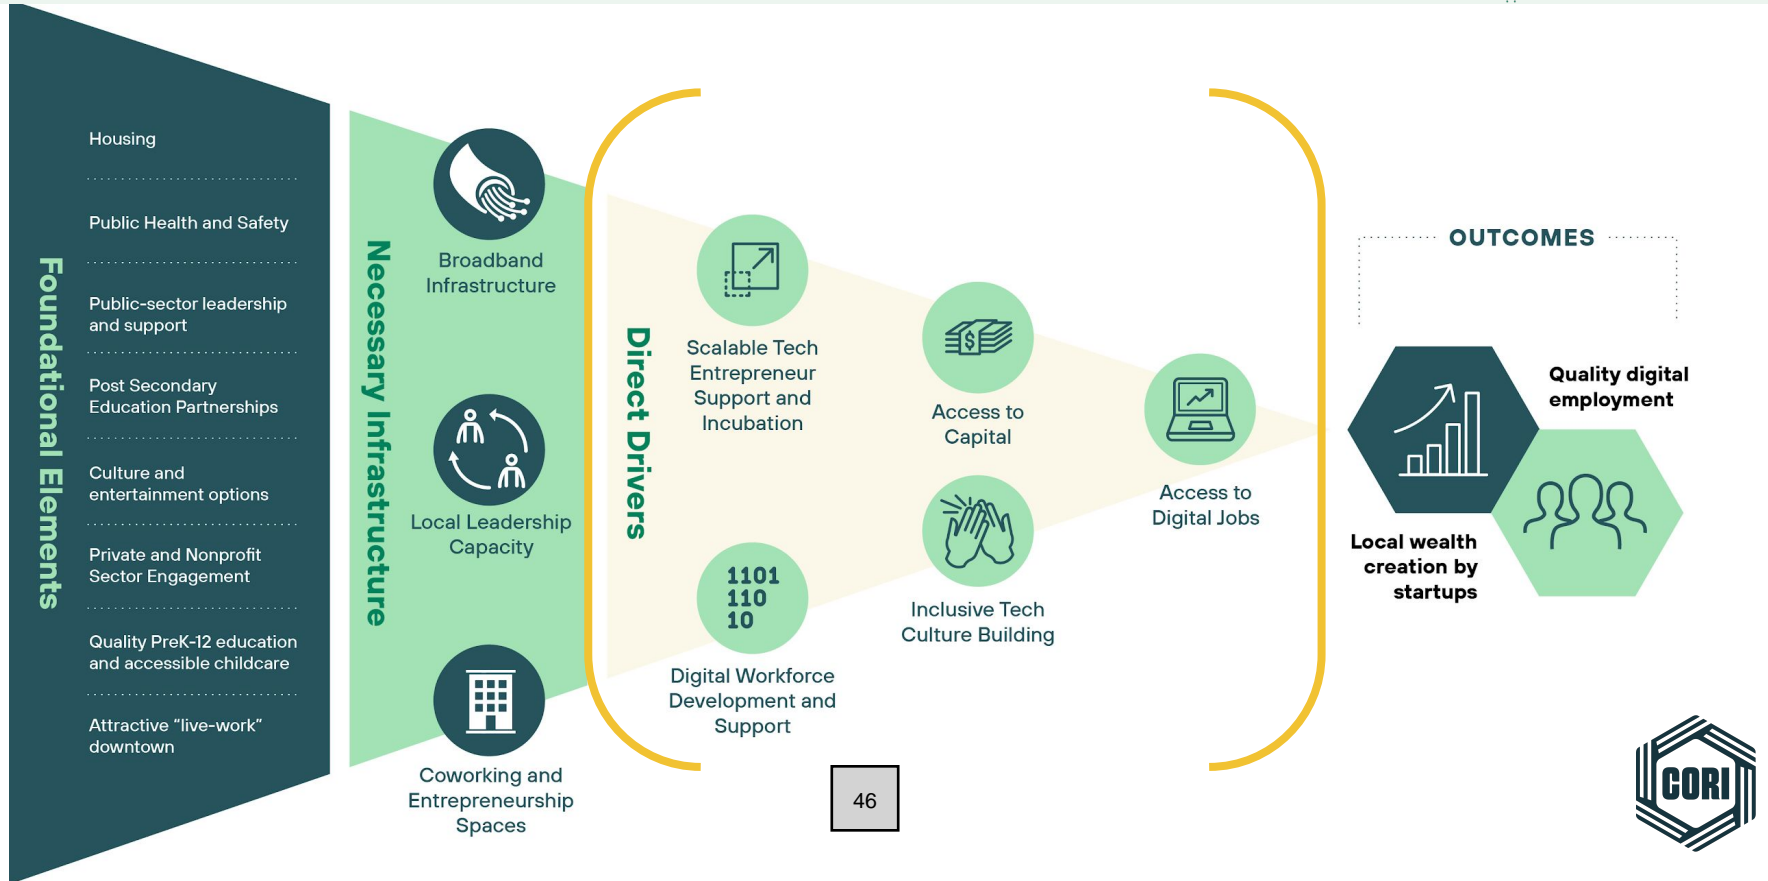 Foundational Elements
Housing
Public Health and Safety
Public-sector leadership
and support
Post Secondary
Education Partnerships
Culture and
entertainment options
Private and Nonprofit
Sector Engagement
Quality PreK-12 education
and accessible childcare
Attractive “live-work”
downtown
Necessary Infrastructure
Broadband
Infrastructure
Local Leadership
Capacity
Coworking and
Entrepreneurship
Spaces
Direct Drivers
Scalable Tech
Entrepreneur
Support and
Incubation
1101
110
10
Digital Workforce
Development and
Support
$
Access to
Capital
Inclusive Tech
Culture Building
Access to
Digital Jobs
OUTCOMES
Quality digital
employment
Local wealth
creation by
startups
46
CORI